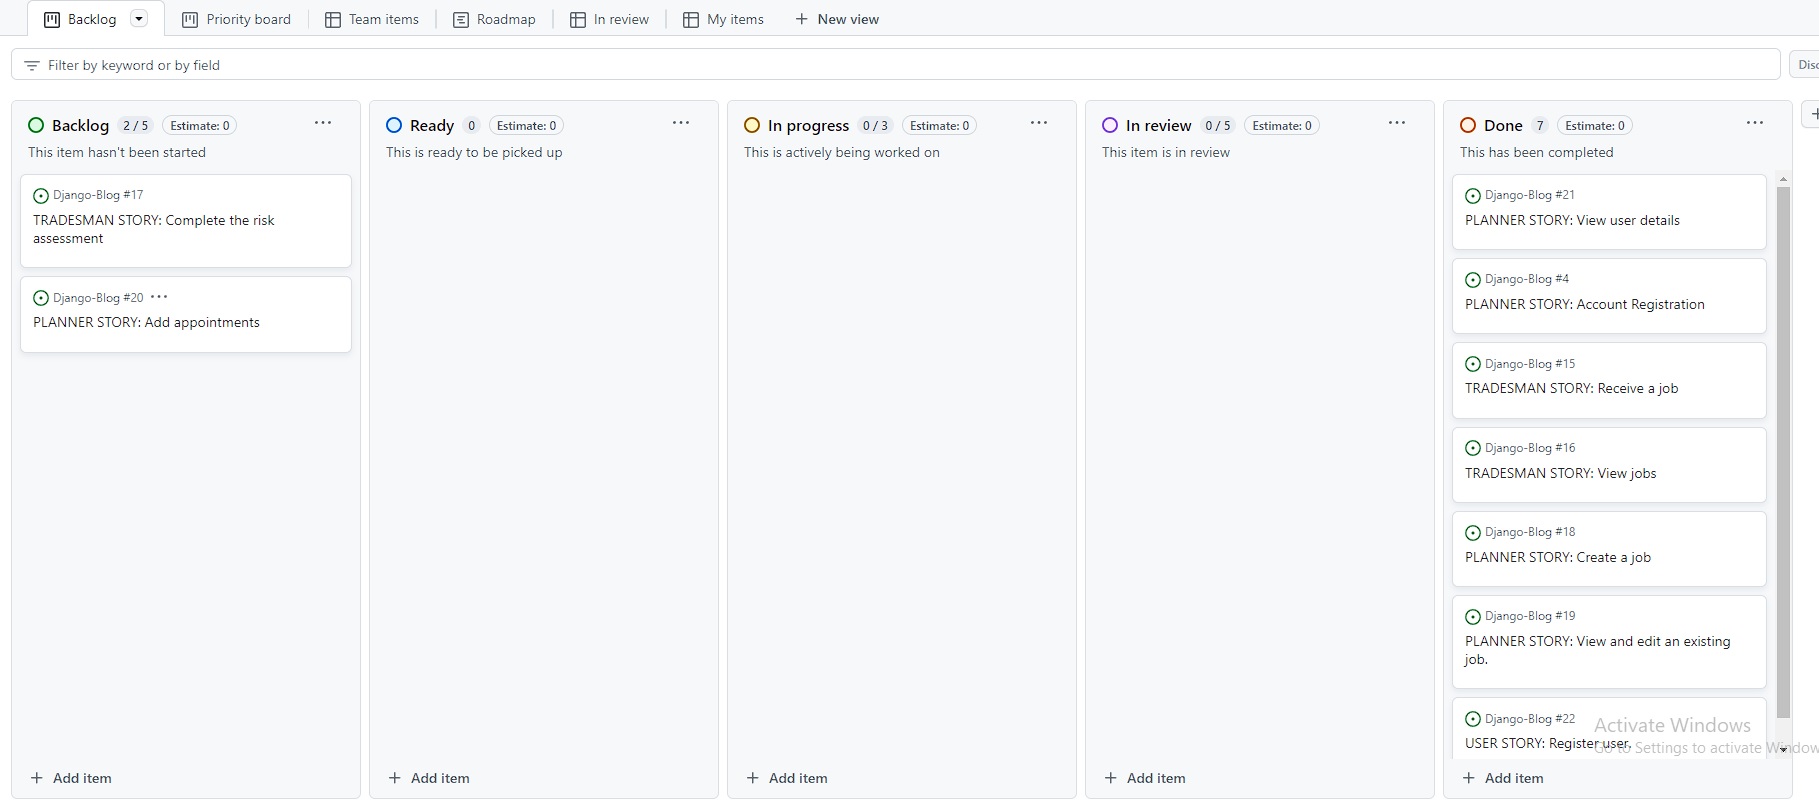 Backlog
Priority board
Team items
Roadmap
In review
My items
New view
Filter by keyword or by field
Backlog 2 / 5 Estimate: 0
This item hasn't been started
Django-Blog #17
TRADESMAN STORY: Complete the risk
assessment
Django-Blog #20
PLANNER STORY: Add appointments
Add item
Ready 0 Estimate: 0
This is ready to be picked up
Add item
In progress 0 / 3 Estimate: 0
This is actively being worked on
Add item
In review 0 / 5 Estimate: 0
This item is in review
Add item
Done 7 Estimate: 0
This has been completed
Django-Blog #21
PLANNER STORY: View user details
Django-Blog #4
PLANNER STORY: Account Registration
Django-Blog #15
TRADESMAN STORY: Receive a job
Django-Blog #16
TRADESMAN STORY: View jobs
Django-Blog #18
PLANNER STORY: Create a job
Django-Blog #19
PLANNER STORY: View and edit an existing
job.
Django-Blog #22
USER STORY: Register user.
Add item
Activate Windows
Go to Settings to activate Window